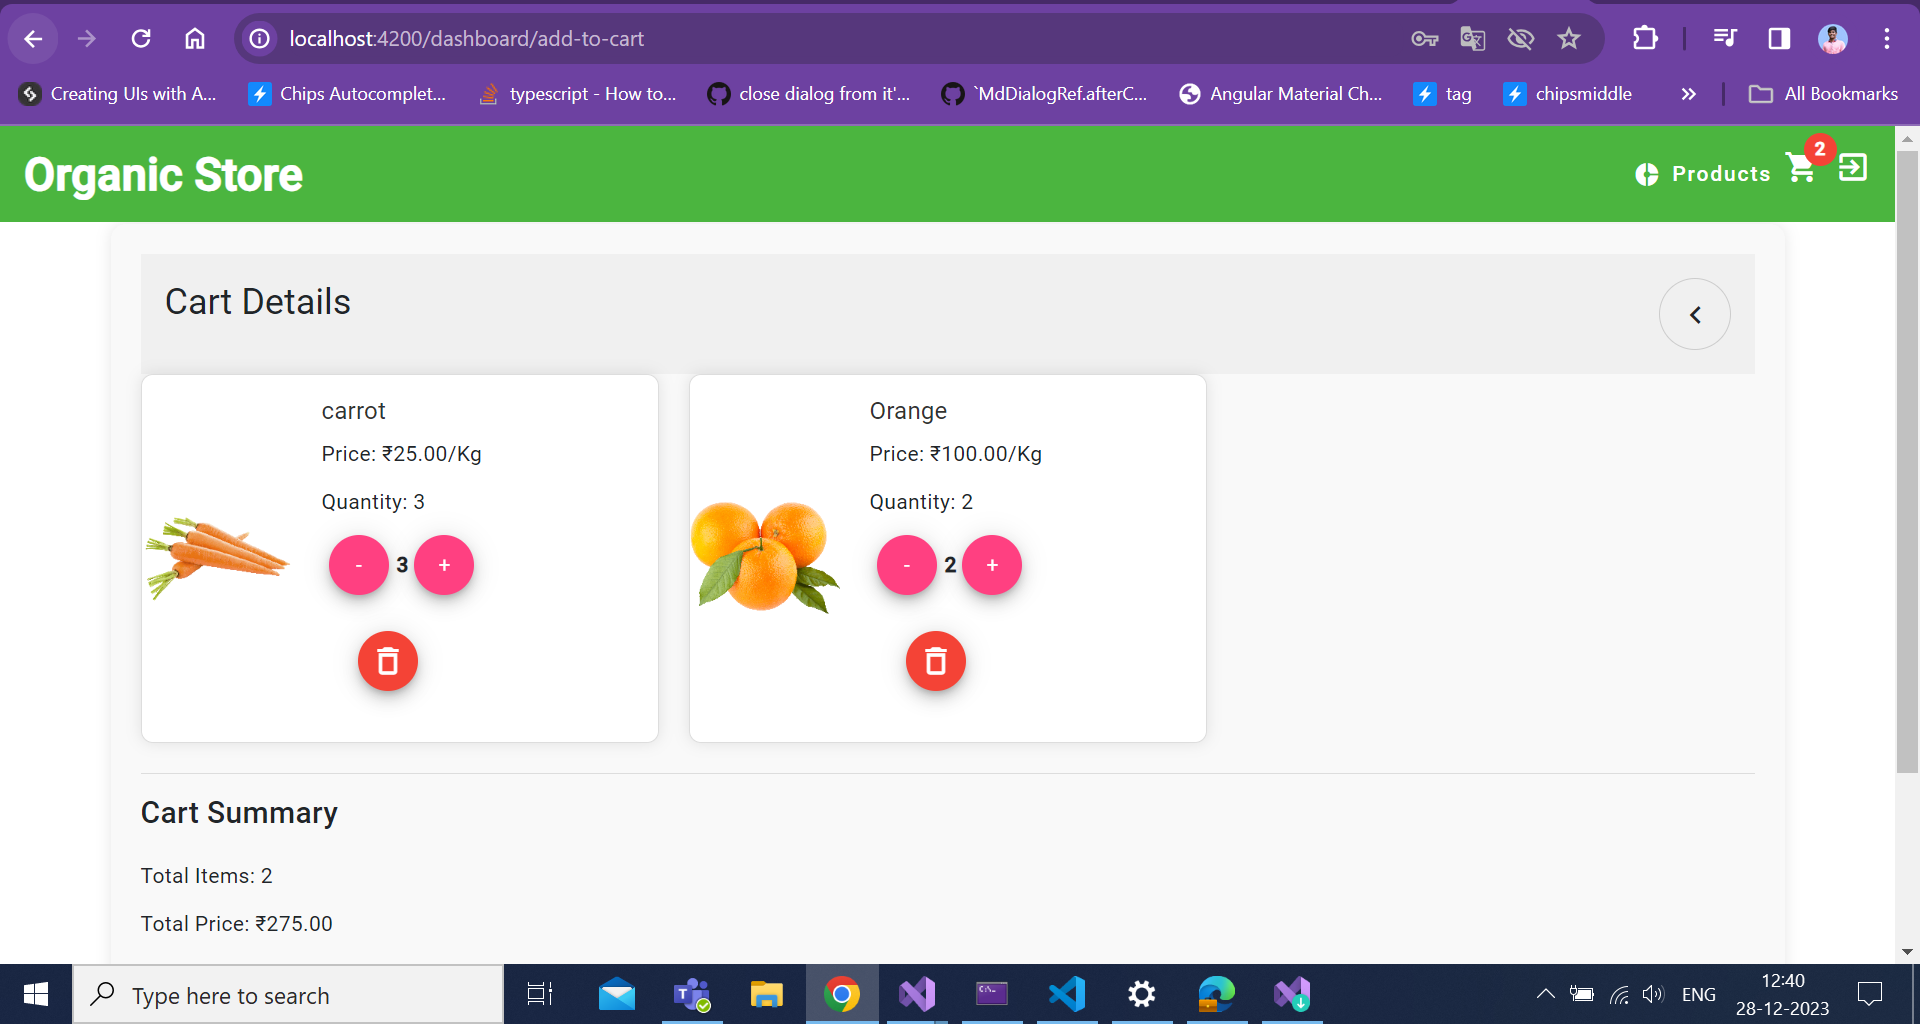 localhost:4200/dashboard/add-to-cart
Creating UIs with A...
Chips Autocomplet...
typescript - How to...
close dialog from it'...
`MdDialogRef.afterC...
Angular Material Ch...
tag
chipsmiddle
All Bookmarks
Organic Store
Products
2
Cart Details
carrot
Price: ₹25.00/Kg
Quantity: 3
- 3 +
Orange
Price: ₹100.00/Kg
Quantity: 2
- 2 +
Cart Summary
Total Items: 2
Total Price: ₹275.00
Type here to search
ENG
12:40
28-12-2023